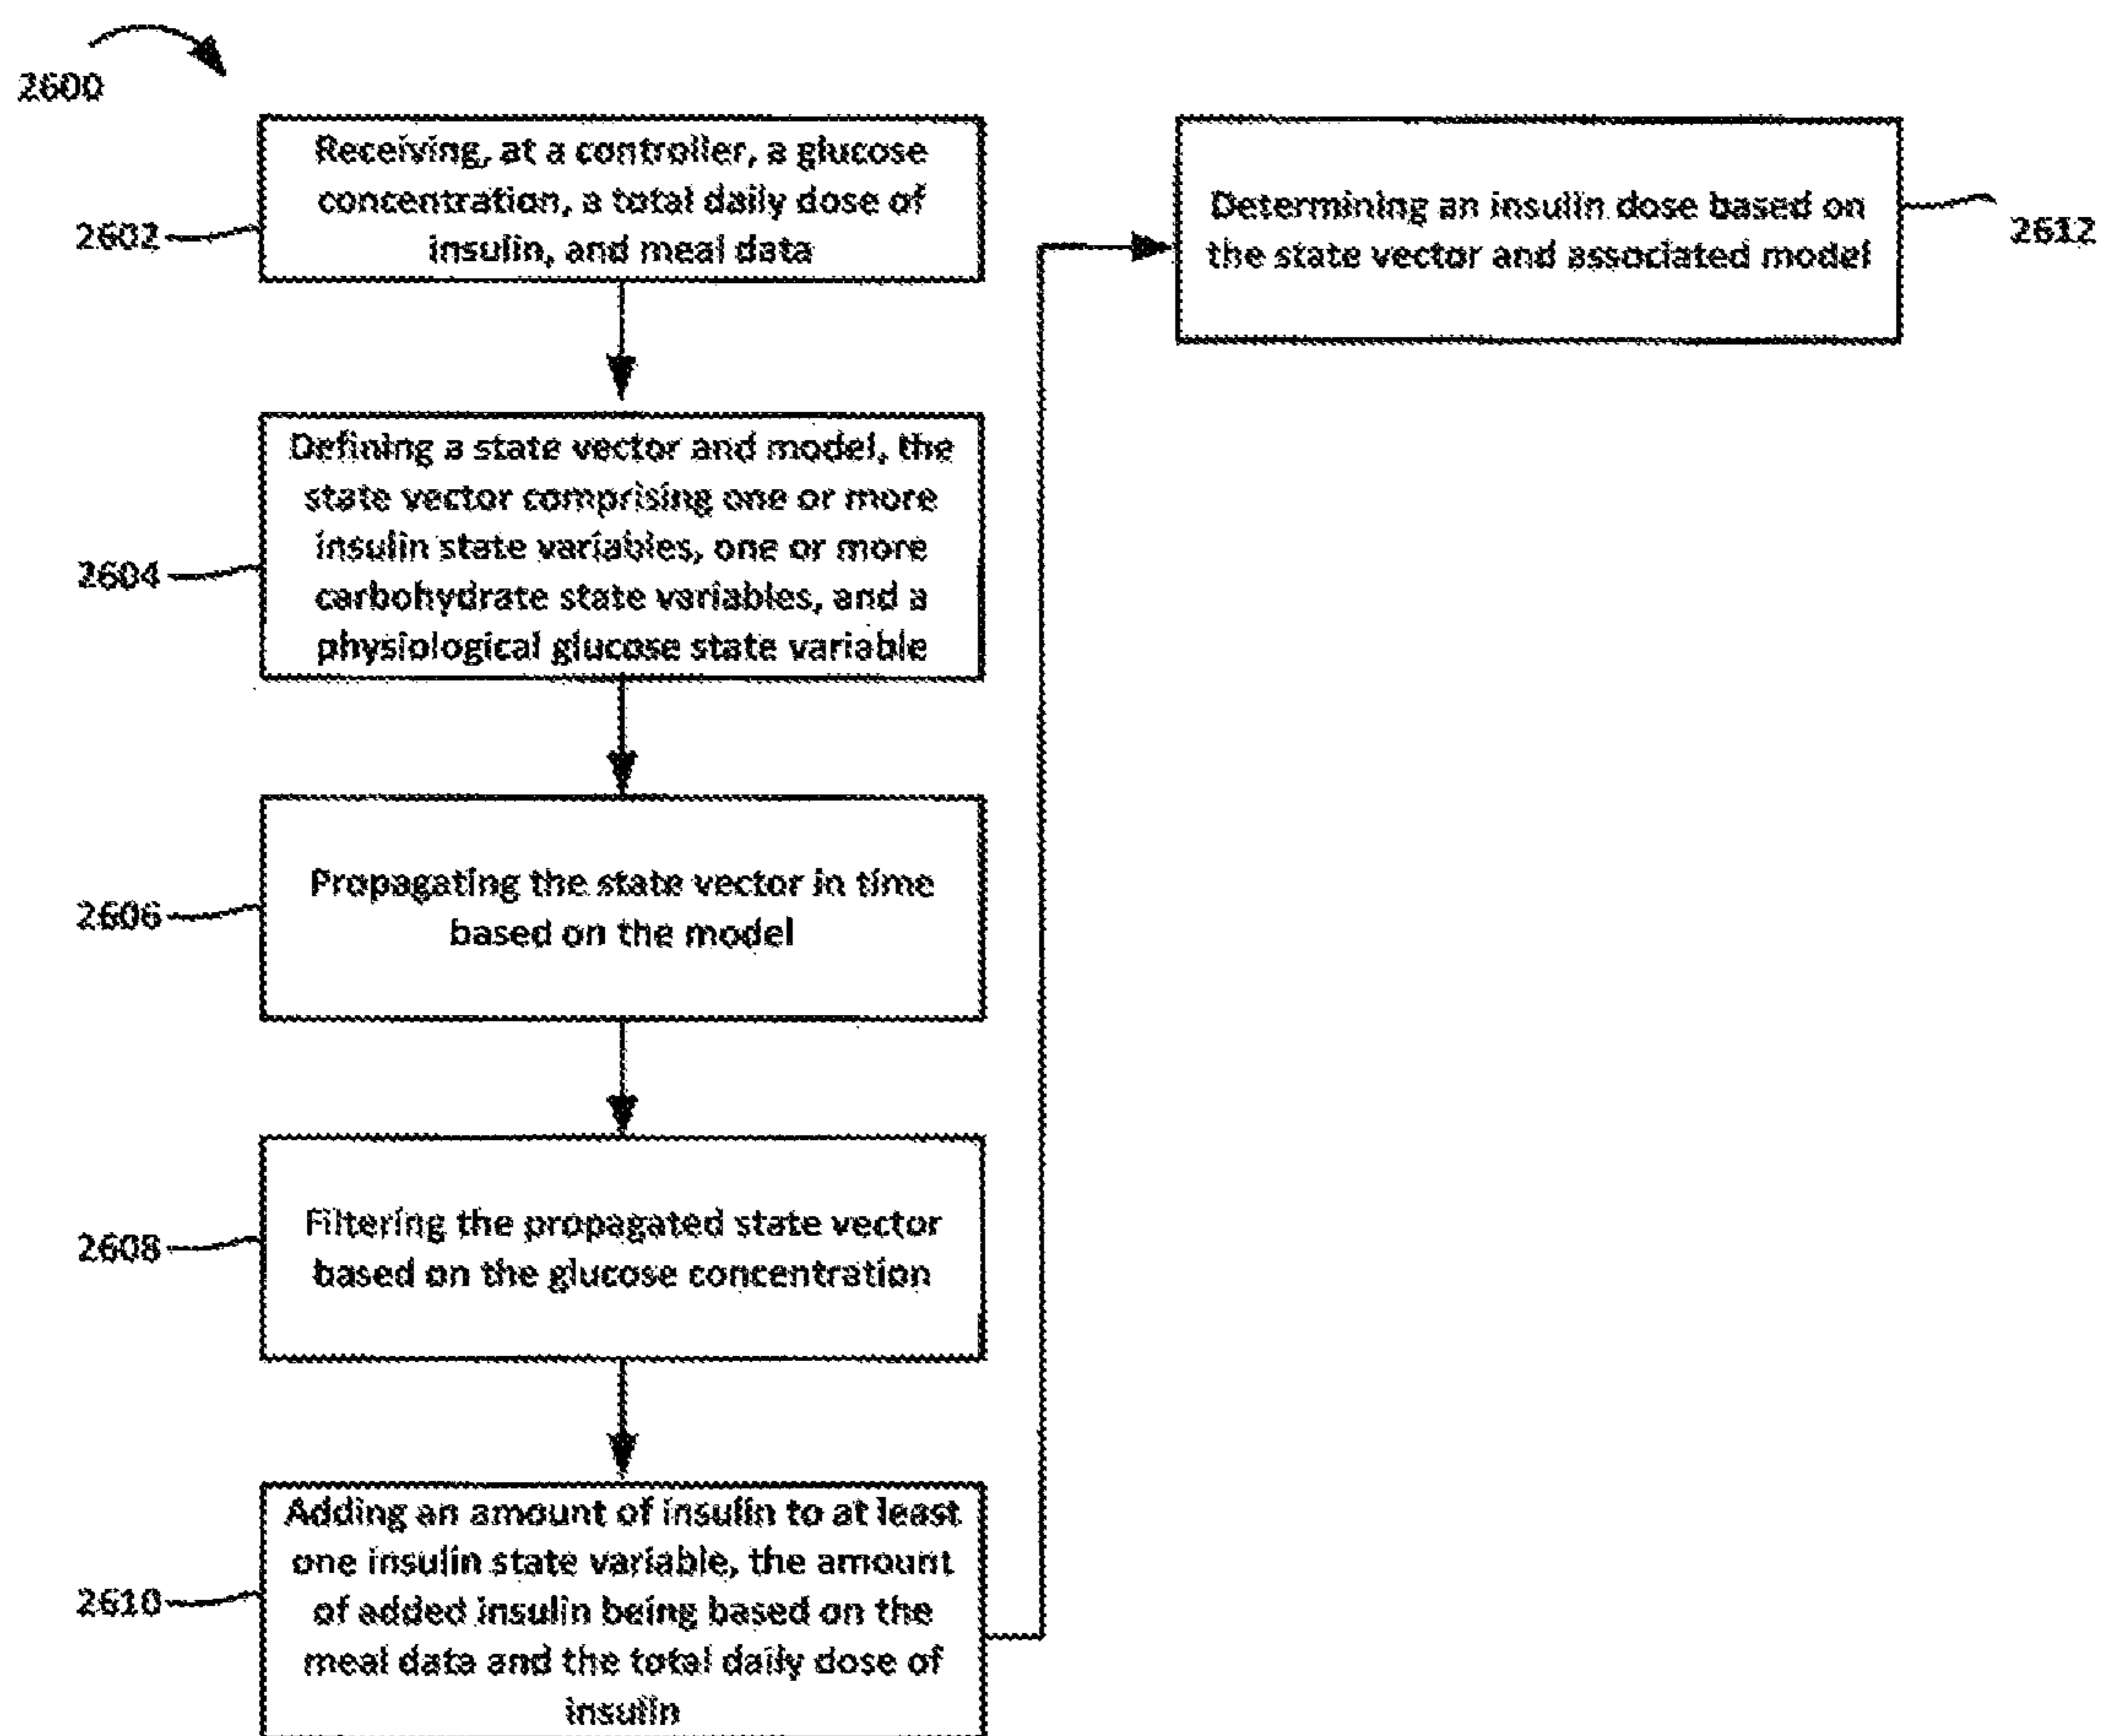 2600
Receiving, at a controller, a glucose
concentration, a total daily dose of
insulin, and meal data
2602
Defining a state vector and model, the
state vector comprising one or more
insulin state variables, one or more
carbohydrate state variables, and a
physiological glucose state variable
2604
Propagating the state vector in time
based on the model
2606
Filtering the propagated state vector
based on the glucose concentration
2608
Adding an amount of insulin to at least
one insulin state variable, the amount
of added insulin being based on the
meal data and the total daily dose of
insulin
2610
Determining an insulin dose based on
the state vector and associated model
2612